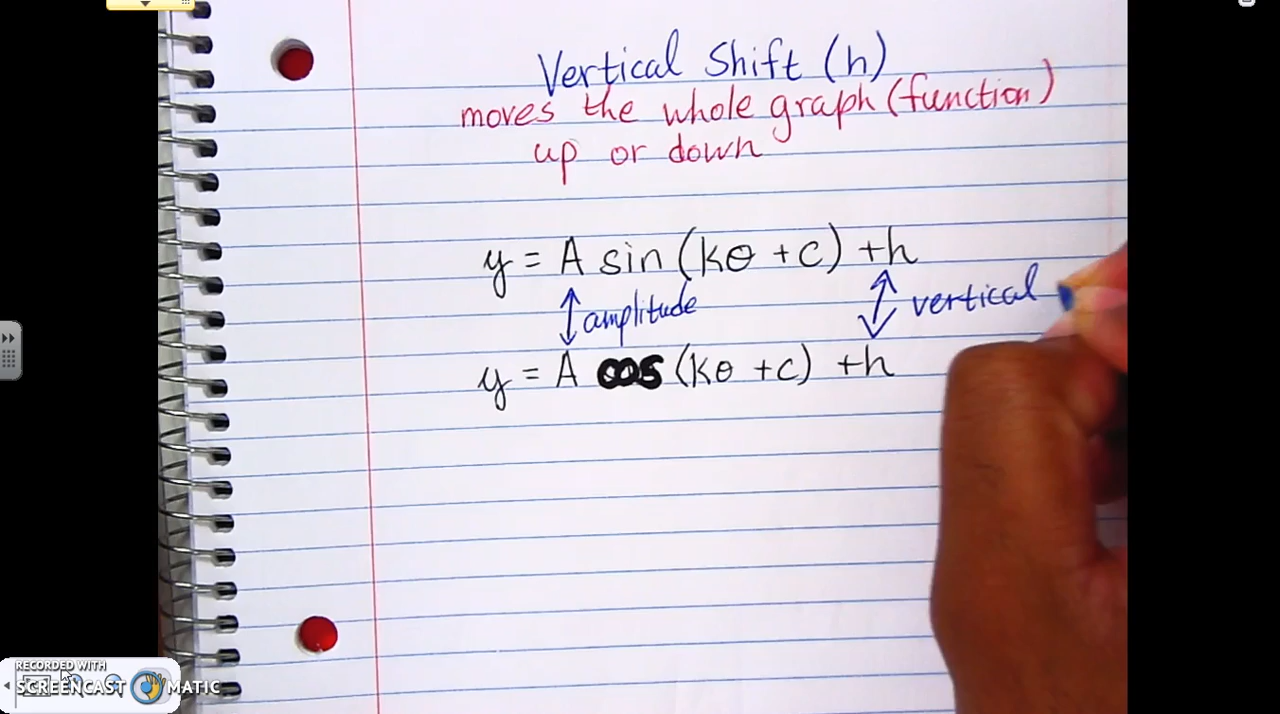 Vertical Shift (h)
moves the whole graph (function)
up or down
y = A sin (kθ + c) + h
amplitude
vertical
y = A cos (kθ + c) + h
RECORDED WITH
SCREENCAST MATIC